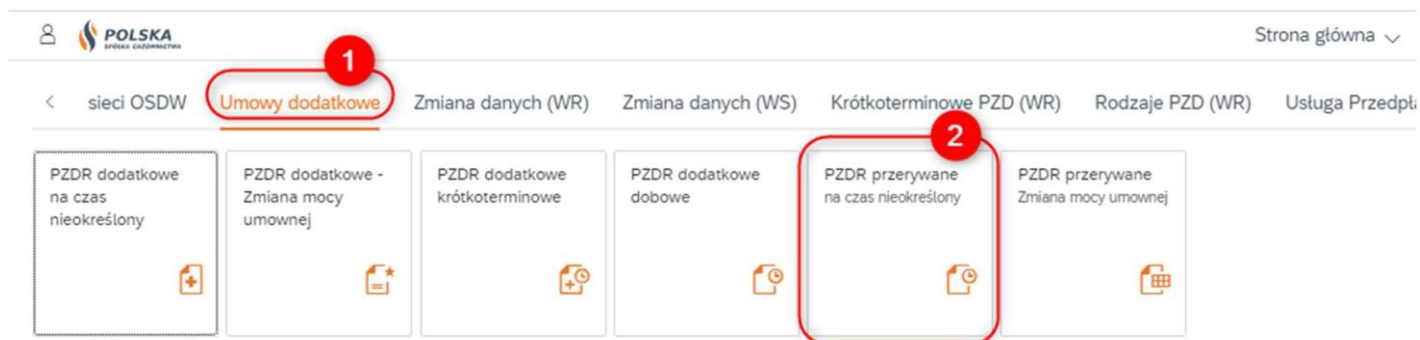 POLSKA
SPÓŁKA GAZOWNICTWA
Strona główna
1
sieci OSDW Umowy dodatkowe Zmiana danych (WR) Zmiana danych (WS) Krótkoterminowe PZD (WR) Rodzaje PZD (WR) Usługa Przedpła
2
PZDR dodatkowe
na czas
nieokreślony
PZDR dodatkowe -
Zmiana mocy
umownej
PZDR dodatkowe
krótkoterminowe
PZDR dodatkowe
dobowe
PZDR przerywane
na czas nieokreślony
PZDR przerywane
Zmiana mocy umownej